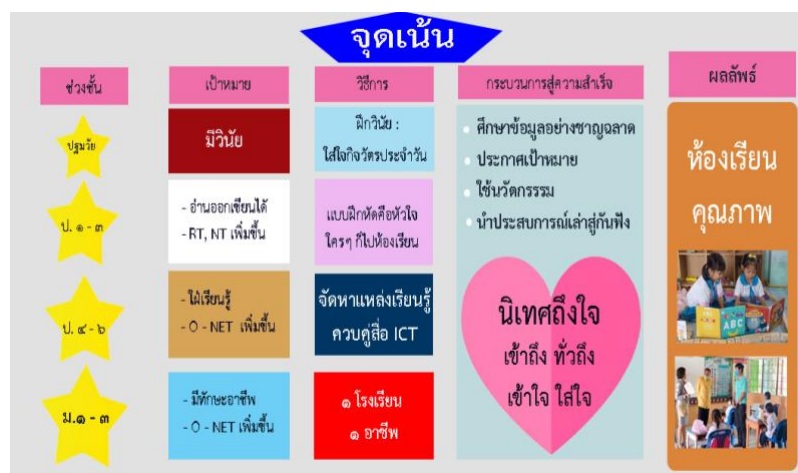 จุดเน้น
ช่วงชั้น
เป้าหมาย
วิธีการ
กระบวนการสู่ความสำเร็จ
ผลลัพธ์
ปฐมวัย
มีวินัย
ฝึกวินัย :
ใส่ใจกิจวัตรประจำวัน
ป. ๑ - ๓
- อ่านออกเขียนได้
- RT, NT เพิ่มขึ้น
แบบฝึกหัดคือหัวใจ
ใครๆ ก็ไปห้องเรียน
ป. ๔ - ๖
- ใฝ่เรียนรู้
- O - NET เพิ่มขึ้น
จัดหาแหล่งเรียนรู้
ควบคู่สื่อ ICT
ม.๑ - ๓
- มีทักษะอาชีพ
- O - NET เพิ่มขึ้น
๑ โรงเรียน
๑ อาชีพ
ศึกษาข้อมูลอย่างชาญฉลาด
ประกาศเป้าหมาย
ใช้นวัตกรรม
นำประสบการณ์เล่าสู่กันฟัง
นิเทศถึงใจ
เข้าถึง ทั่วถึง
เข้าใจ ใส่ใจ
ห้องเรียน
คุณภาพ
ABC